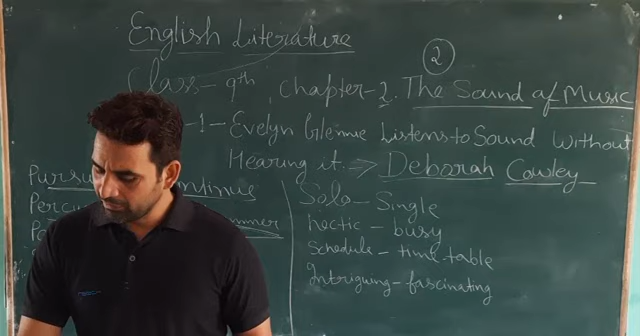 English Literature
2
Class - 9th, Chapter - 2. The Sound of Music
-1- Evelyn Glennie Listens to Sound Without
Hearing it. ⇒ Deborah Cowley
Solo - Single
hectic - busy
Schedule - time-table
Intriguing - fascinating